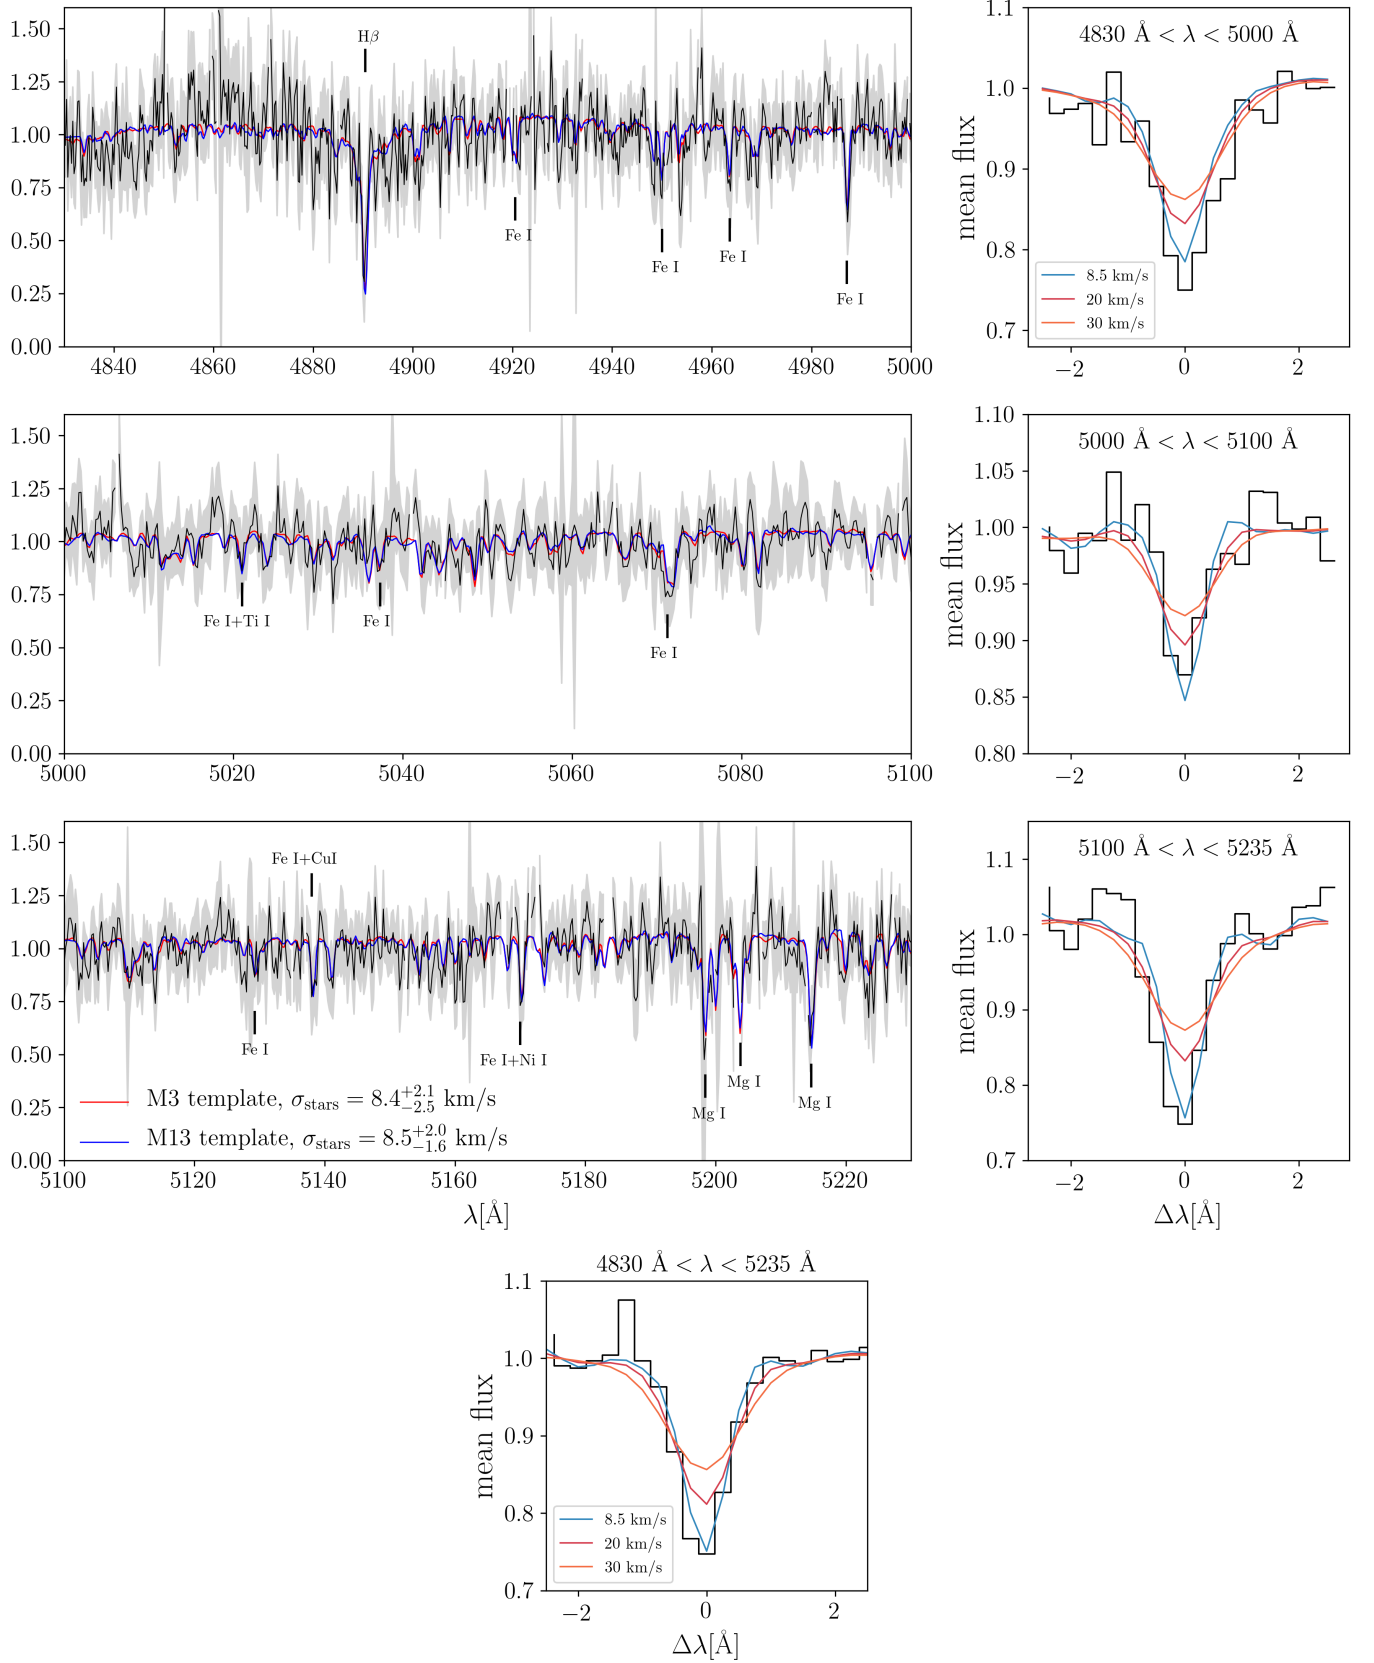 1.50
1.25
1.00
0.75
0.50
0.25
0.00
Hβ
Fe I
Fe I
Fe I
Fe I
4840 4860 4880 4900 4920 4940 4960 4980 5000
1.1
1.0
0.9
0.8
0.7
mean flux
4830 Å < λ < 5000 Å
8.5 km/s
20 km/s
30 km/s
−2 0 2
1.50
1.25
1.00
0.75
0.50
0.25
0.00
Fe I+Ti I
Fe I
Fe I
5000 5020 5040 5060 5080 5100
1.10
1.05
1.00
0.95
0.90
0.85
0.80
mean flux
5000 Å < λ < 5100 Å
−2 0 2
1.50
1.25
1.00
0.75
0.50
0.25
0.00
Fe I+CuI
Fe I
Fe I+Ni I
Mg I
Mg I
Mg I
M3 template, σ_stars = 8.4^{+2.1}_{−2.5} km/s
M13 template, σ_stars = 8.5^{+2.0}_{−1.6} km/s
5100 5120 5140 5160 5180 5200 5220
λ[Å]
1.1
1.0
0.9
0.8
0.7
mean flux
5100 Å < λ < 5235 Å
−2 0 2
Δλ[Å]
4830 Å < λ < 5235 Å
1.1
1.0
0.9
0.8
0.7
mean flux
8.5 km/s
20 km/s
30 km/s
−2 0 2
Δλ[Å]